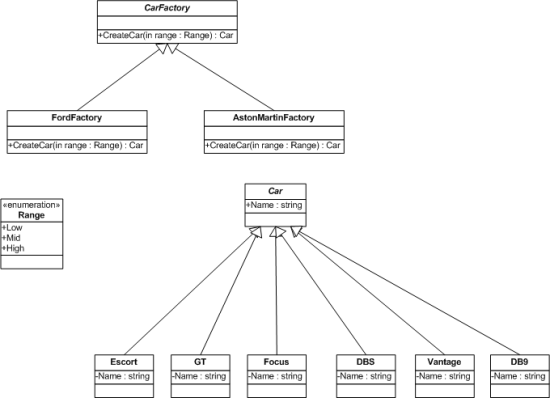 CarFactory
+CreateCar(in range : Range) : Car
FordFactory
+CreateCar(in range : Range) : Car
AstonMartinFactory
+CreateCar(in range : Range) : Car
«enumeration»
Range
+Low
+Mid
+High
Car
+Name : string
Escort
-Name : string
GT
-Name : string
Focus
-Name : string
DBS
-Name : string
Vantage
-Name : string
DB9
-Name : string